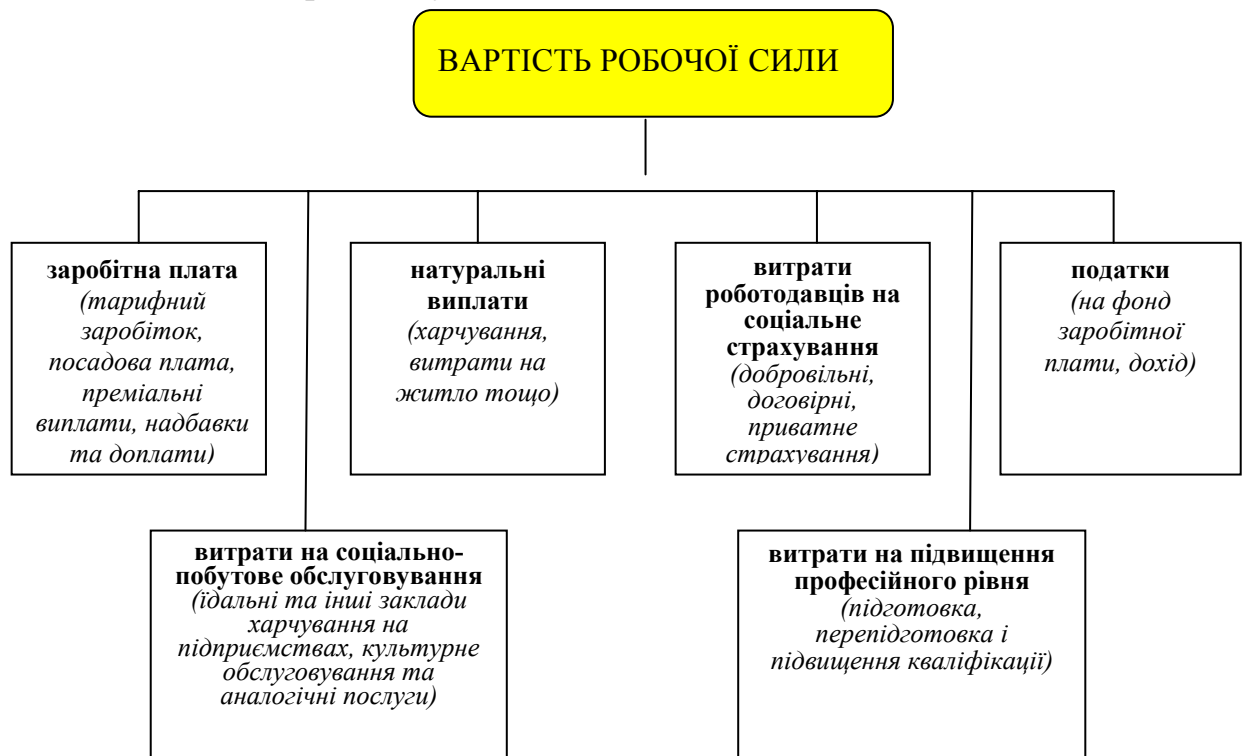 ВАРТІСТЬ РОБОЧОЇ СИЛИ
заробітна плата
(тарифний
заробіток,
посадова плата,
преміальні
виплати, надбавки
та доплати)
натуральні
виплати
(харчування,
витрати на
житло тощо)
витрати
роботодавців на
соціальне
страхування
(добровільні,
договірні,
приватне
страхування)
податки
(на фонд
заробітної
плати, дохід)
витрати на соціально-
побутове обслуговування
(їдальні та інші заклади
харчування на
підприємствах, культурне
обслуговування та
аналогічні послуги)
витрати на підвищення
професійного рівня
(підготовка,
перепідготовка і
підвищення кваліфікації)